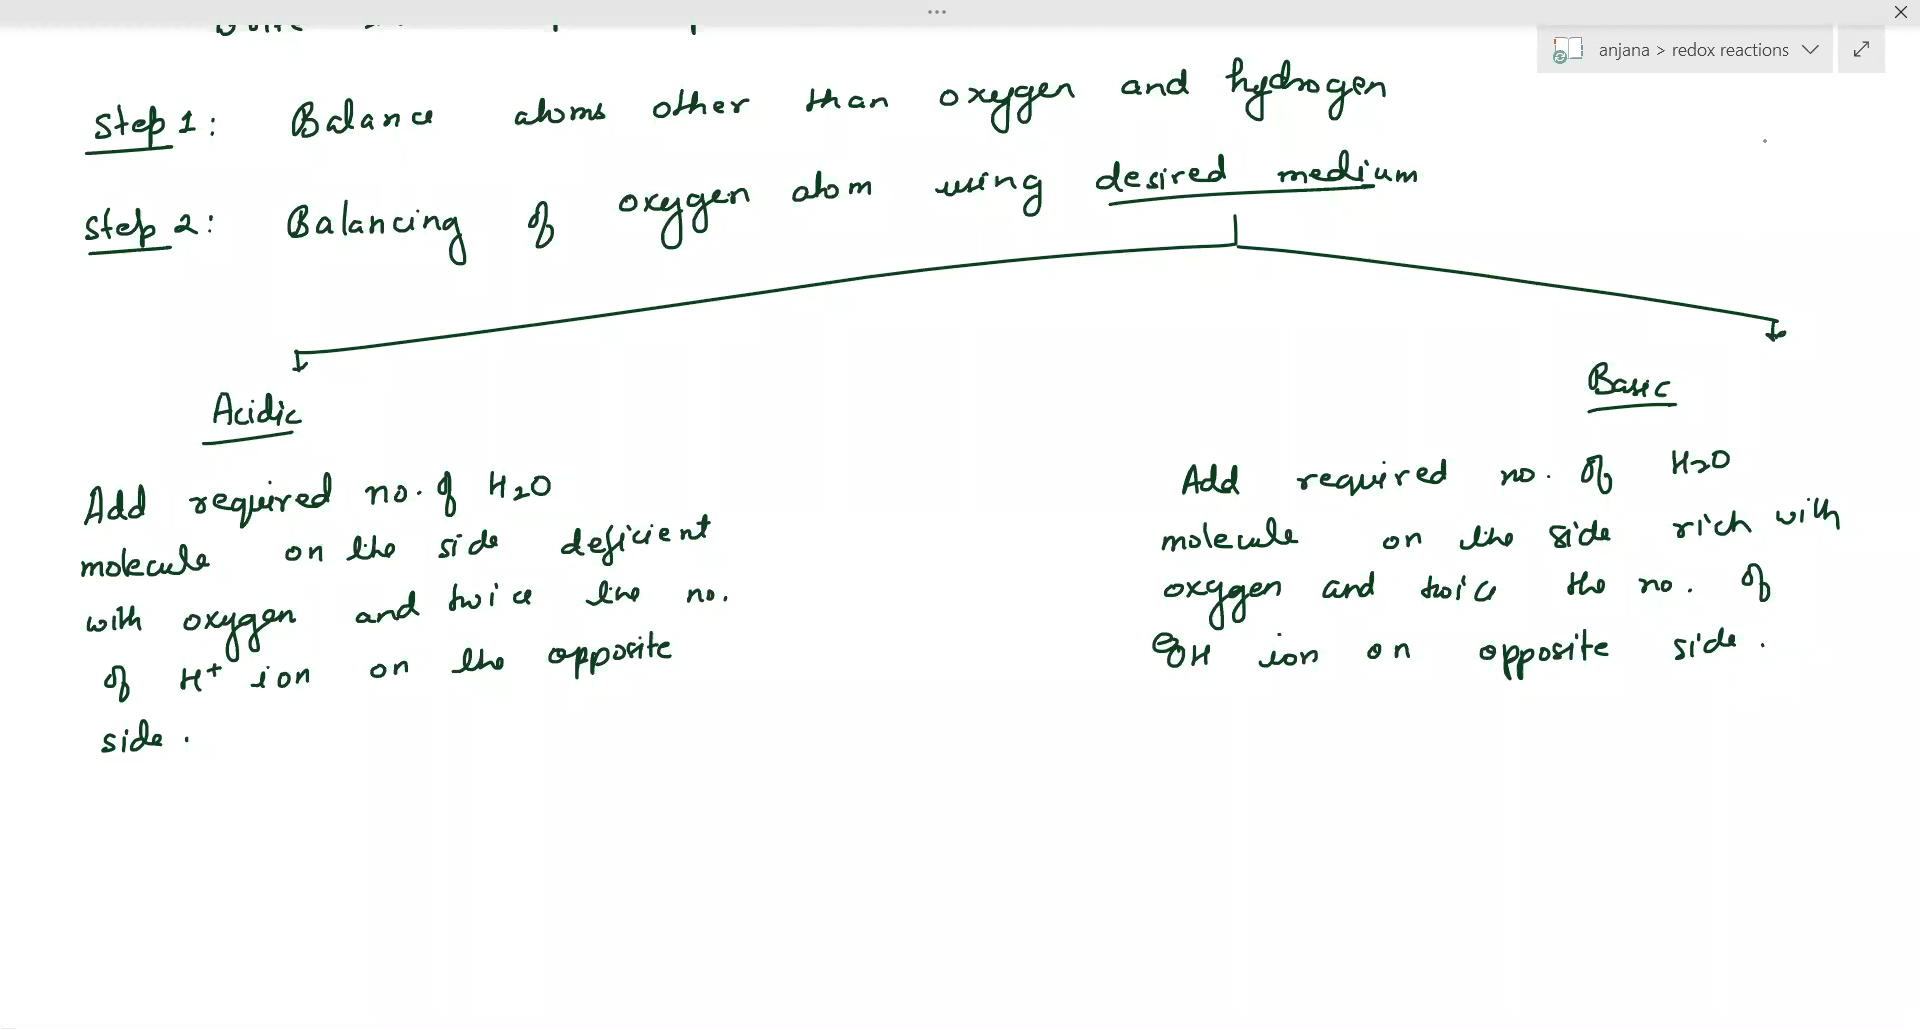 anjana > redox reactions
Step 1: Balance atoms other than oxygen and hydrogen
Step 2: Balancing of oxygen atom using desired medium
Acidic
Add required no. of H2O
molecule on the side deficient
with oxygen and twice the no.
of H+ ion on the opposite
side.
Basic
Add required no. of H2O
molecule on the side rich with
oxygen and twice the no. of
⊖OH ion on opposite side.